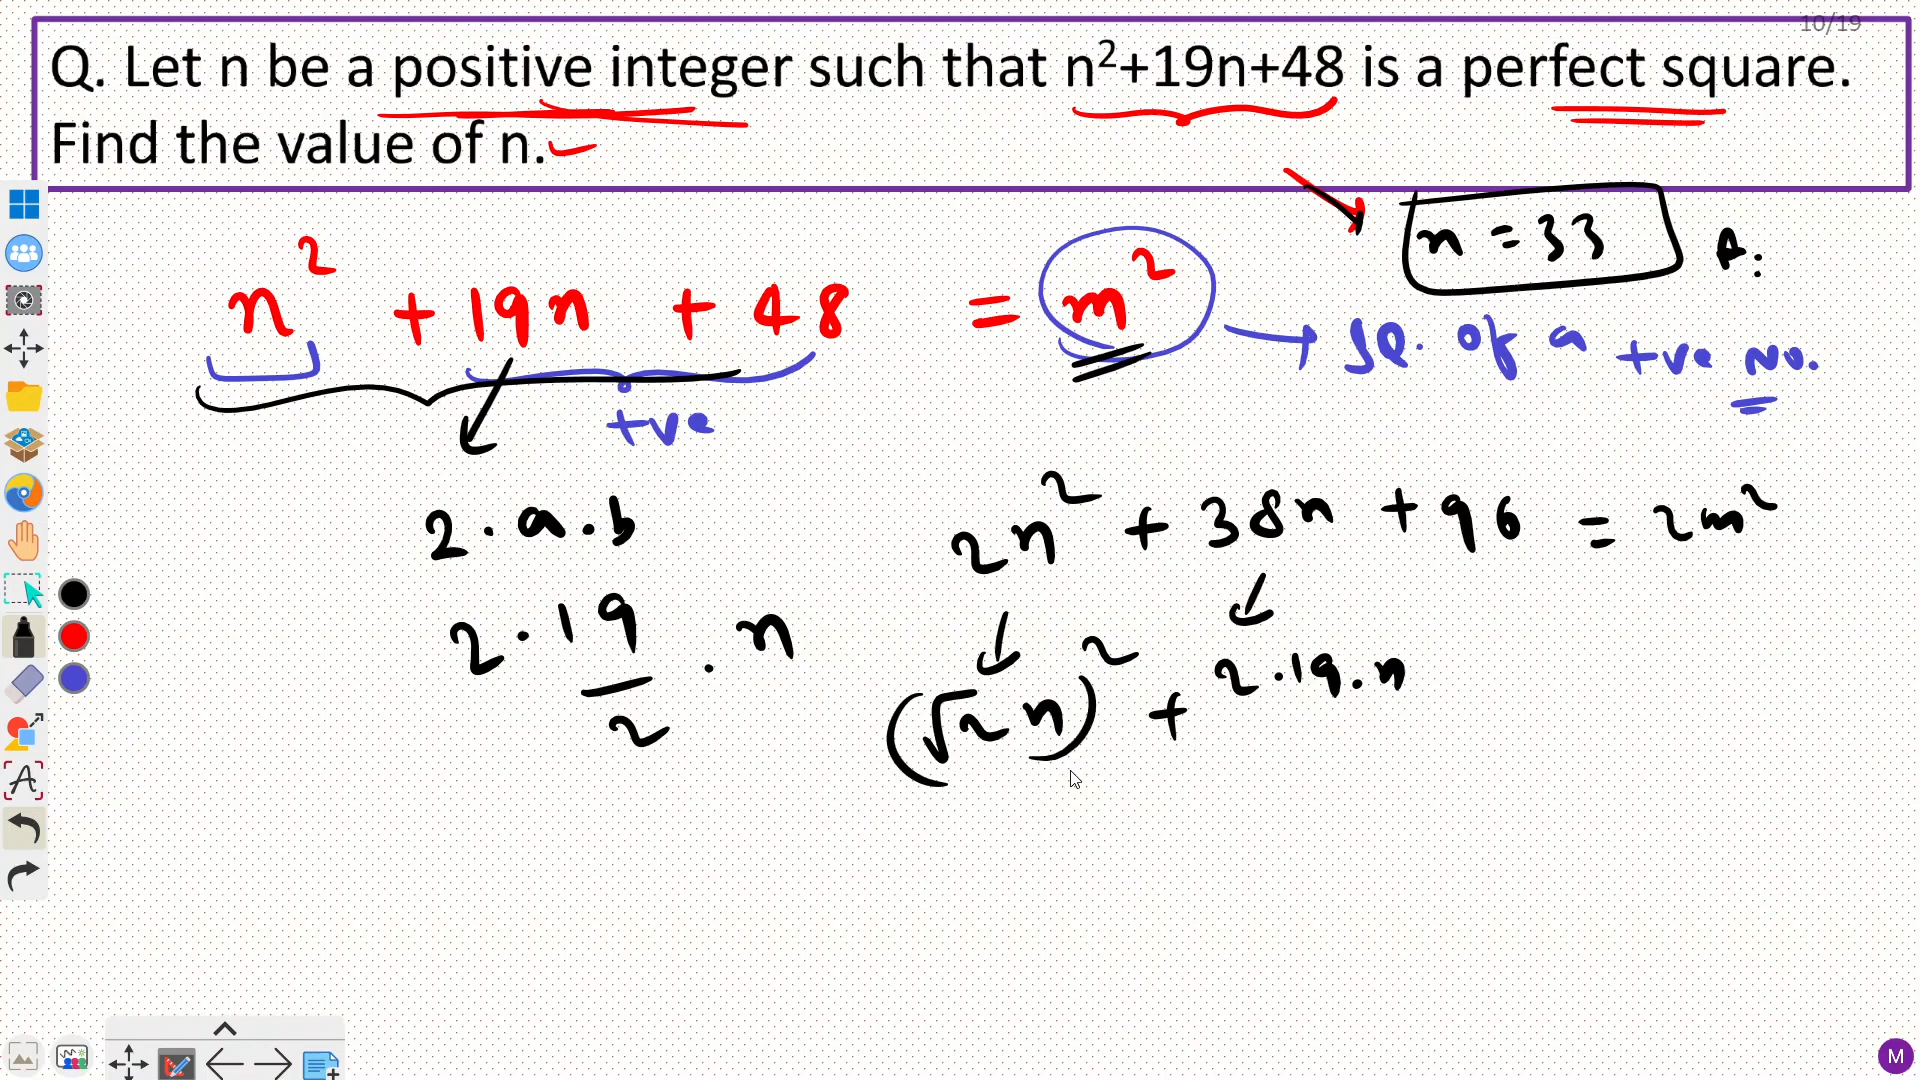 10/19
Q. Let n be a positive integer such that n²+19n+48 is a perfect square.
Find the value of n.
n = 33 A:
n² + 19n + 48 = m² → SQ. of a +ve No.
+ve
2 · a · b
2n² + 38n + 96 = 2m²
2 · 19/2 · n
(√2 n)² + 2 · 19 · n
M